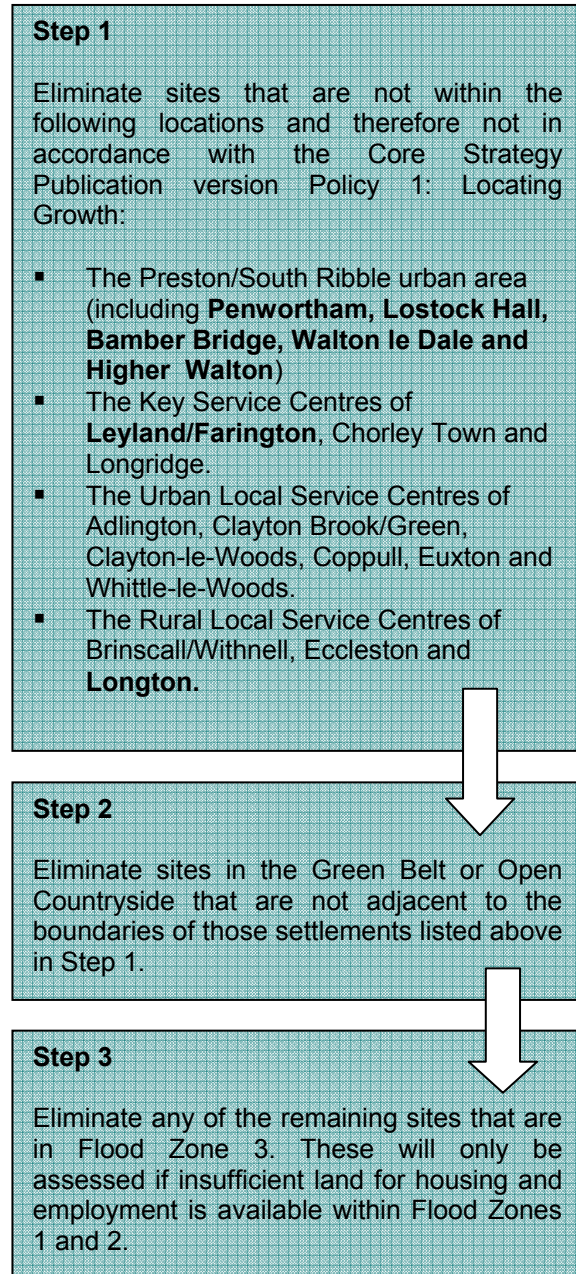 Step 1
Eliminate sites that are not within the
following locations and therefore not in
accordance with the Core Strategy
Publication version Policy 1: Locating
Growth:
▪ The Preston/South Ribble urban area
(including Penwortham, Lostock Hall,
Bamber Bridge, Walton le Dale and
Higher Walton)
▪ The Key Service Centres of
Leyland/Farington, Chorley Town and
Longridge.
▪ The Urban Local Service Centres of
Adlington, Clayton Brook/Green,
Clayton-le-Woods, Coppull, Euxton and
Whittle-le-Woods.
▪ The Rural Local Service Centres of
Brinscall/Withnell, Eccleston and
Longton.
Step 2
Eliminate sites in the Green Belt or Open
Countryside that are not adjacent to the
boundaries of those settlements listed above
in Step 1.
Step 3
Eliminate any of the remaining sites that are
in Flood Zone 3. These will only be
assessed if insufficient land for housing and
employment is available within Flood Zones
1 and 2.